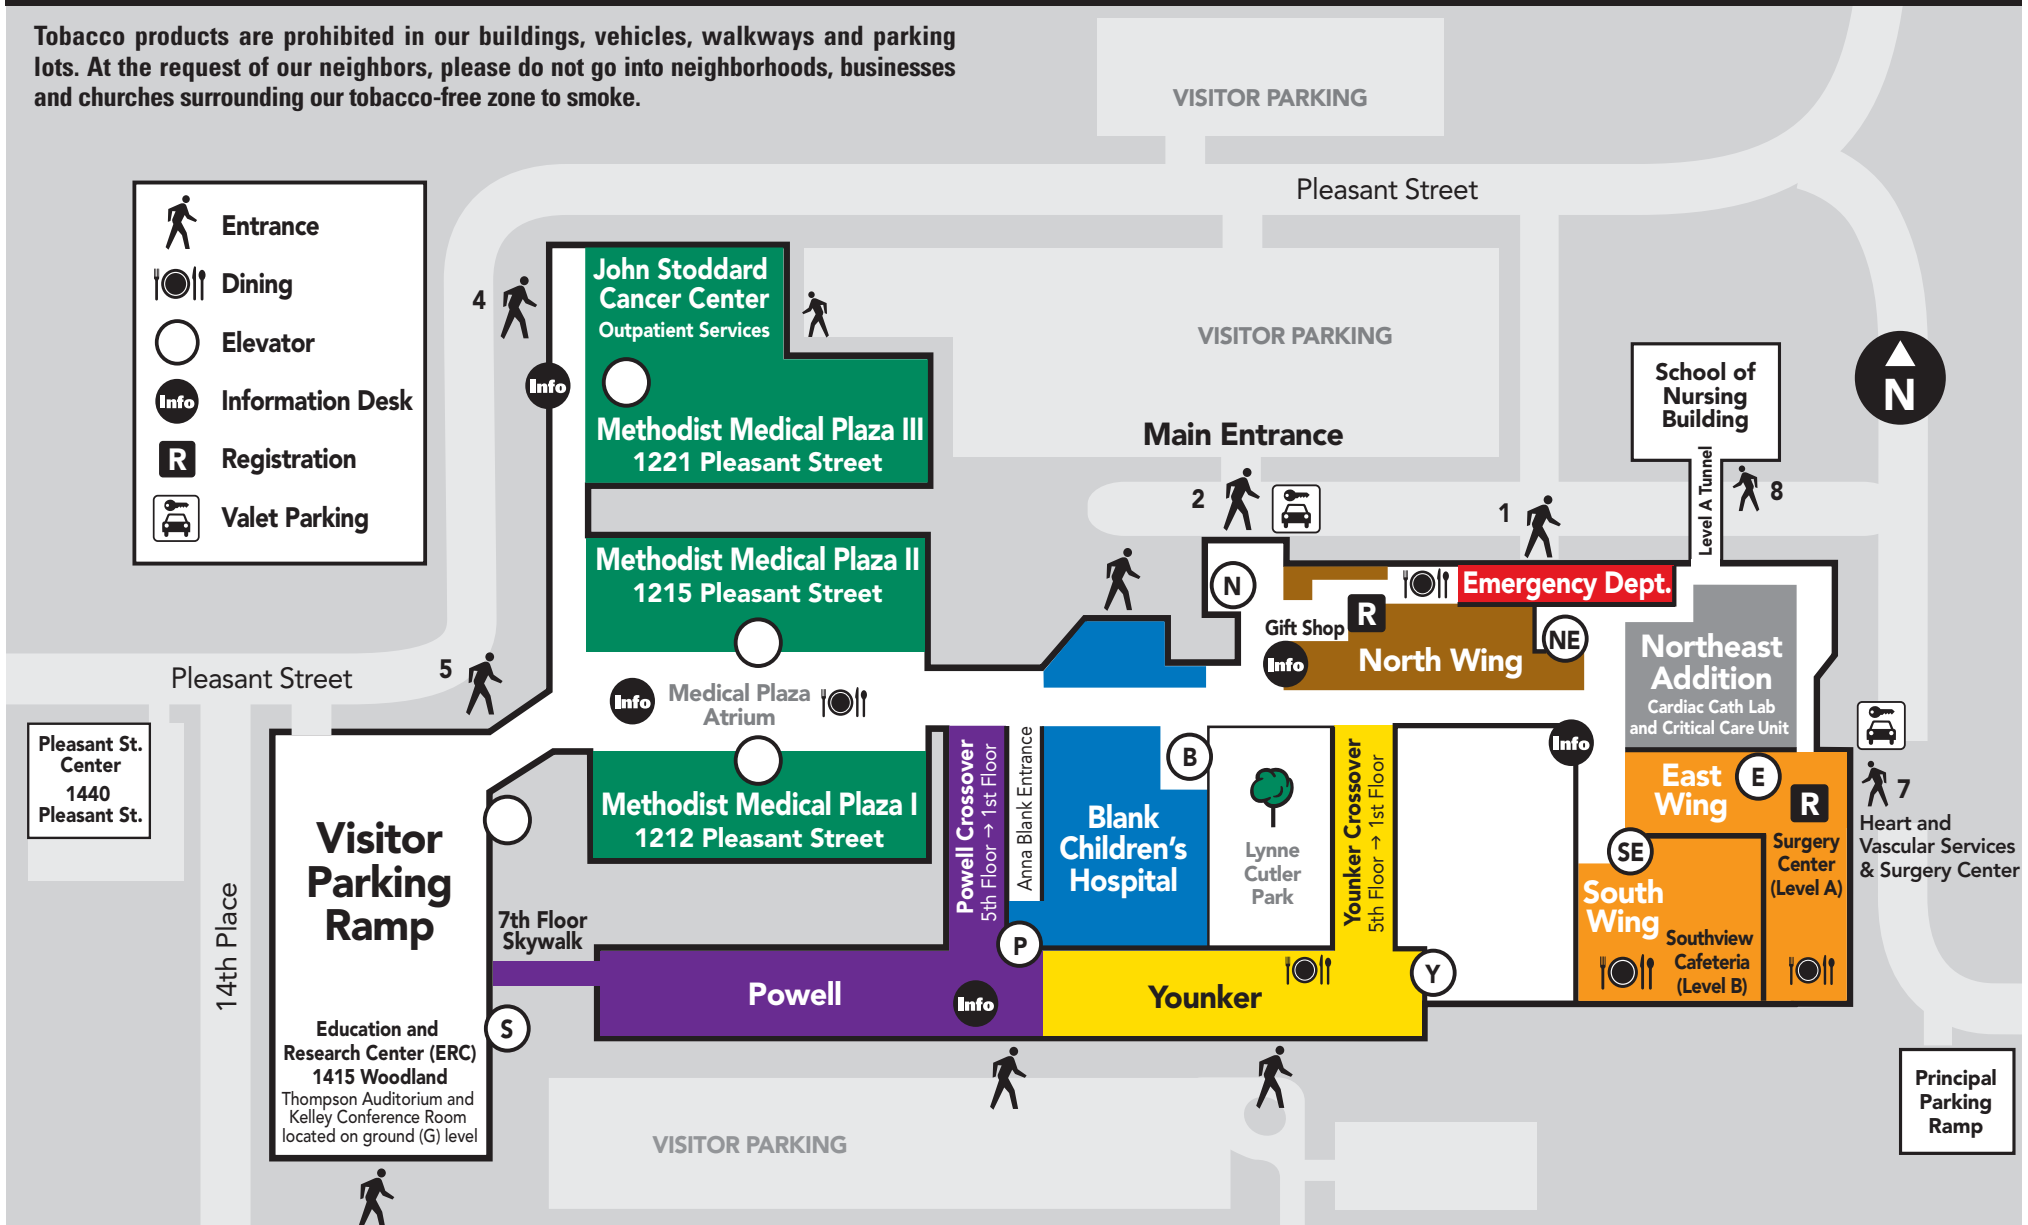 Tobacco products are prohibited in our buildings, vehicles, walkways and parking
lots. At the request of our neighbors, please do not go into neighborhoods, businesses
and churches surrounding our tobacco-free zone to smoke.
VISITOR PARKING
Pleasant Street
Entrance
Dining
Elevator
Info
Information Desk
R
Registration
Valet Parking
4
John Stoddard
Cancer Center
Outpatient Services
Info
Methodist Medical Plaza III
1221 Pleasant Street
VISITOR PARKING
Main Entrance
2
1
School of
Nursing
Building
Level A Tunnel
8
N
Methodist Medical Plaza II
1215 Pleasant Street
N
Emergency Dept.
Gift Shop
R
NE
Info
North Wing
Northeast
Addition
Cardiac Cath Lab
and Critical Care Unit
Pleasant Street
5
Info
Medical Plaza
Atrium
Info
Pleasant St.
Center
1440
Pleasant St.
Methodist Medical Plaza I
1212 Pleasant Street
Powell Crossover
5th Floor → 1st Floor
Anna Blank Entrance
B
Blank
Children's
Hospital
Lynne
Cutler
Park
Younker Crossover
5th Floor → 1st Floor
East
Wing
E
R
7
Heart and
Vascular Services
& Surgery Center
Surgery
Center
(Level A)
SE
South
Wing
Southview
Cafeteria
(Level B)
Visitor
Parking
Ramp
7th Floor
Skywalk
14th Place
P
Powell
Info
Younker
Y
S
Education and
Research Center (ERC)
1415 Woodland
Thompson Auditorium and
Kelley Conference Room
located on ground (G) level
VISITOR PARKING
Principal
Parking
Ramp